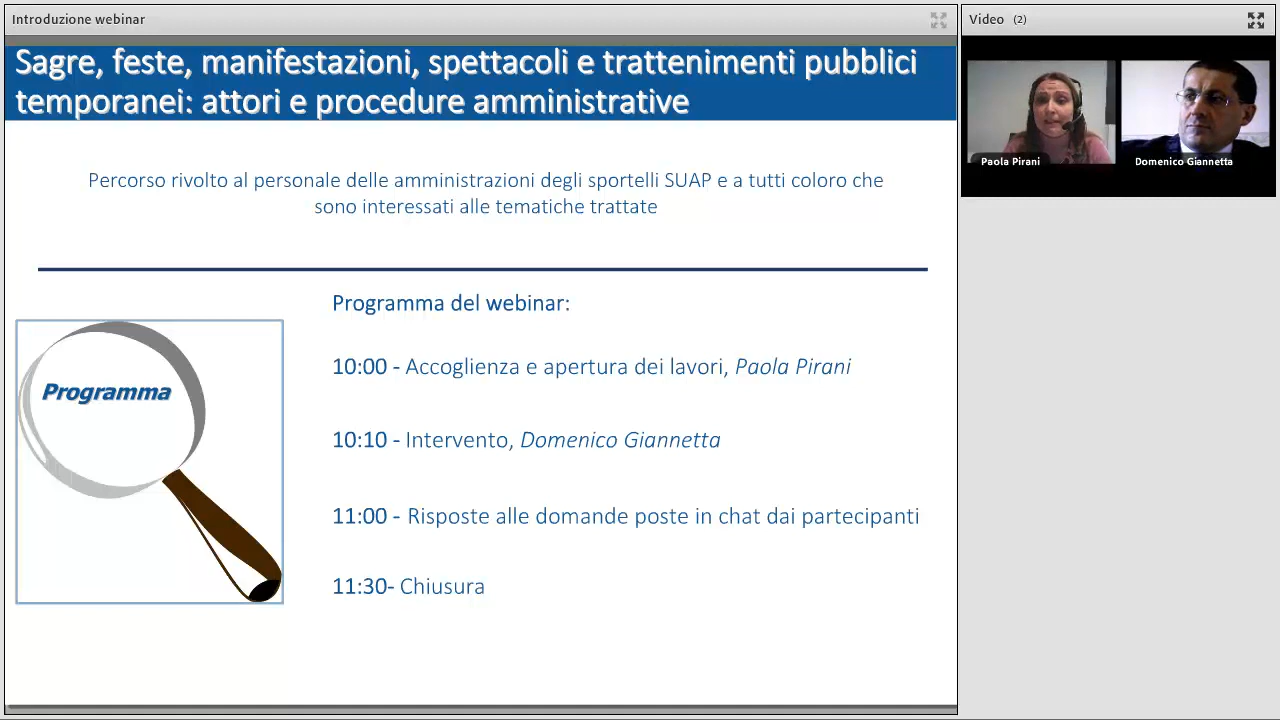 Introduzione webinar
Video (2)
Sagre, feste, manifestazioni, spettacoli e trattenimenti pubblici
temporanei: attori e procedure amministrative
Paola Pirani
Domenico Giannetta
Percorso rivolto al personale delle amministrazioni degli sportelli SUAP e a tutti coloro che
sono interessati alle tematiche trattate
Programma del webinar:
Programma
10:00 - Accoglienza e apertura dei lavori, Paola Pirani
10:10 - Intervento, Domenico Giannetta
11:00 - Risposte alle domande poste in chat dai partecipanti
11:30- Chiusura